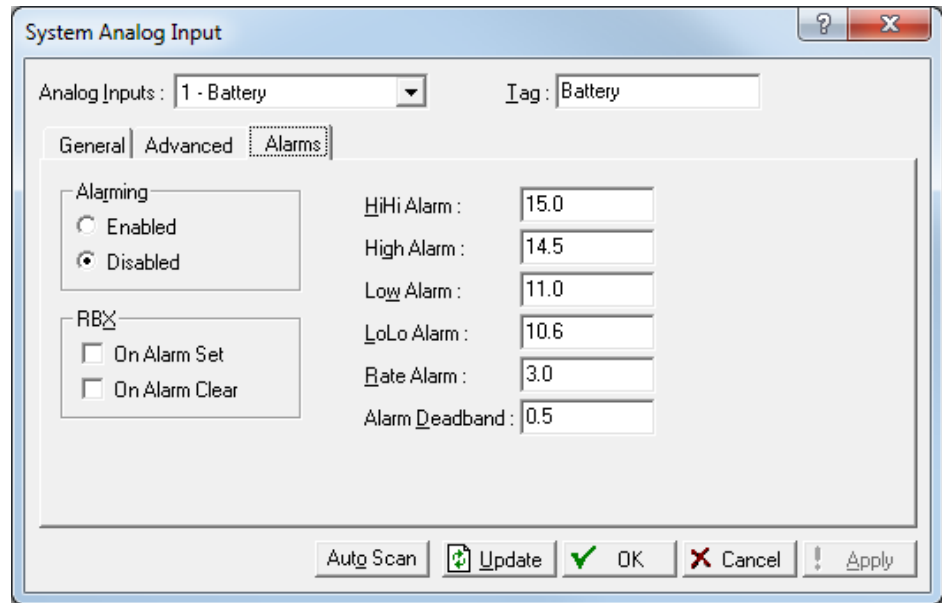 System Analog Input
Analog Inputs : 1 - Battery Tag : Battery
General Advanced Alarms
Alarming
Enabled
Disabled
RBX
On Alarm Set
On Alarm Clear
HiHi Alarm : 15.0
High Alarm : 14.5
Low Alarm : 11.0
LoLo Alarm : 10.6
Rate Alarm : 3.0
Alarm Deadband : 0.5
Auto Scan Update OK Cancel Apply